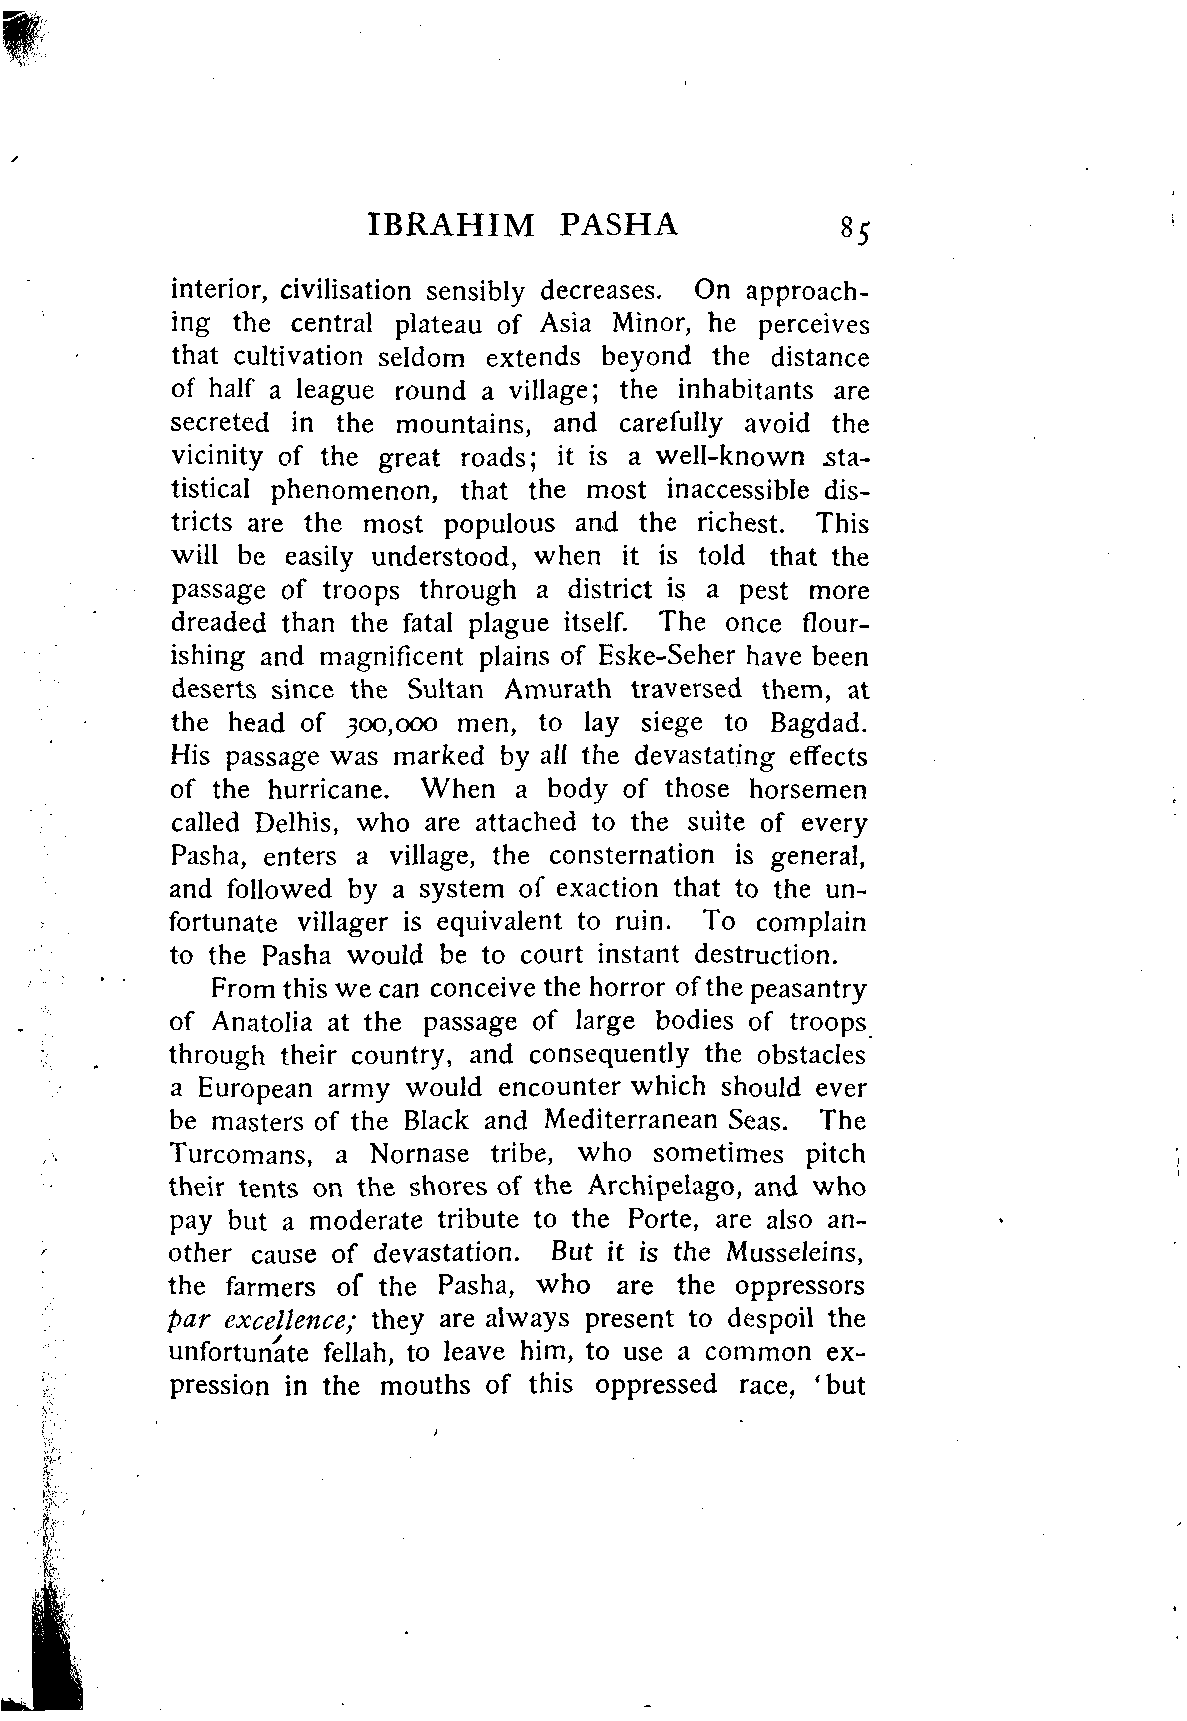 IBRAHIM PASHA 85
interior, civilisation sensibly decreases. On approach-
ing the central plateau of Asia Minor, he perceives
that cultivation seldom extends beyond the distance
of half a league round a village; the inhabitants are
secreted in the mountains, and carefully avoid the
vicinity of the great roads; it is a well-known sta-
tistical phenomenon, that the most inaccessible dis-
tricts are the most populous and the richest. This
will be easily understood, when it is told that the
passage of troops through a district is a pest more
dreaded than the fatal plague itself. The once flour-
ishing and magnificent plains of Eske-Seher have been
deserts since the Sultan Amurath traversed them, at
the head of 300,000 men, to lay siege to Bagdad.
His passage was marked by all the devastating effects
of the hurricane. When a body of those horsemen
called Delhis, who are attached to the suite of every
Pasha, enters a village, the consternation is general,
and followed by a system of exaction that to the un-
fortunate villager is equivalent to ruin. To complain
to the Pasha would be to court instant destruction.
From this we can conceive the horror of the peasantry
of Anatolia at the passage of large bodies of troops
through their country, and consequently the obstacles
a European army would encounter which should ever
be masters of the Black and Mediterranean Seas. The
Turcomans, a Nornase tribe, who sometimes pitch
their tents on the shores of the Archipelago, and who
pay but a moderate tribute to the Porte, are also an-
other cause of devastation. But it is the Musseleins,
the farmers of the Pasha, who are the oppressors
par excellence; they are always present to despoil the
unfortunate fellah, to leave him, to use a common ex-
pression in the mouths of this oppressed race, ‘but